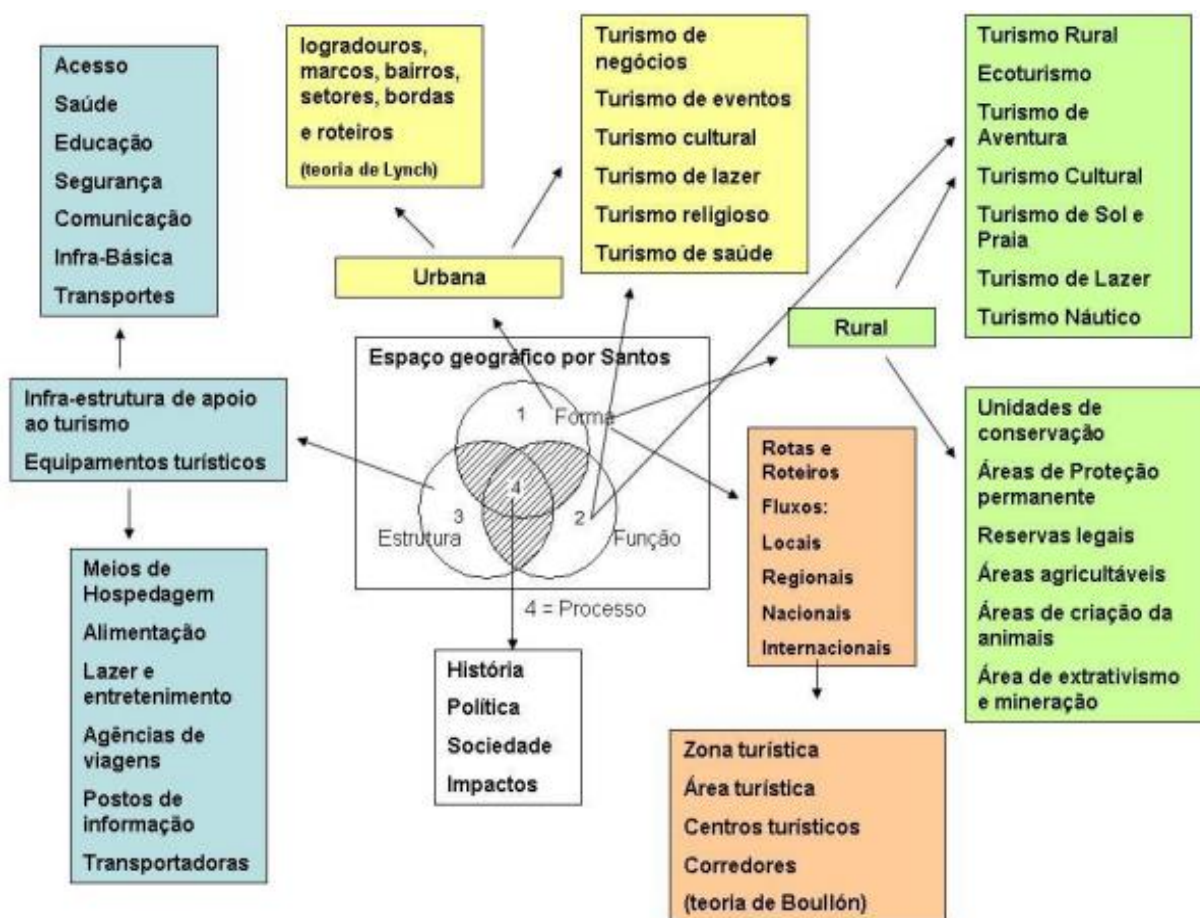 Acesso
Saúde
Educação
Segurança
Comunicação
Infra-Básica
Transportes
logradouros,
marcos, bairros,
setores, bordas
e roteiros
(teoria de Lynch)
Turismo de
negócios
Turismo de eventos
Turismo cultural
Turismo de lazer
Turismo religioso
Turismo de saúde
Turismo Rural
Ecoturismo
Turismo de
Aventura
Turismo Cultural
Turismo de Sol e
Praia
Turismo de Lazer
Turismo Náutico
Urbana
Rural
Espaço geográfico por Santos
1
Forma
4
3
2
Estrutura
Função
4 = Processo
Infra-estrutura de apoio
ao turismo
Equipamentos turísticos
Rotas e
Roteiros
Fluxos:
Locais
Regionais
Nacionais
Internacionais
Unidades de
conservação
Áreas de Proteção
permanente
Reservas legais
Áreas agricultáveis
Áreas de criação da
animais
Área de extrativismo
e mineração
Meios de
Hospedagem
Alimentação
Lazer e
entretenimento
Agências de
viagens
Postos de
informação
Transportadoras
História
Política
Sociedade
Impactos
Zona turística
Área turística
Centros turísticos
Corredores
(teoria de Boullón)